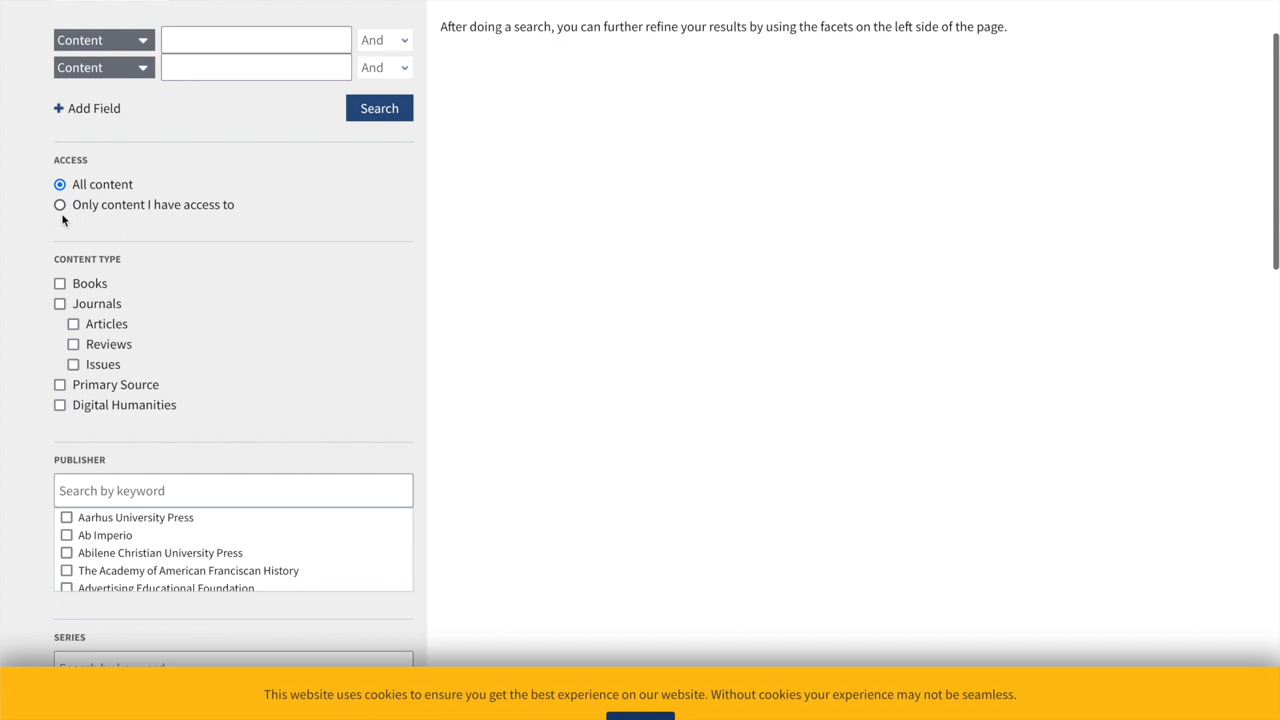 Content And
After doing a search, you can further refine your results by using the facets on the left side of the page.
Content And
Add Field Search
ACCESS
All content
Only content I have access to
CONTENT TYPE
Books
Journals
Articles
Reviews
Issues
Primary Source
Digital Humanities
PUBLISHER
Search by keyword
Aarhus University Press
Ab Imperio
Abilene Christian University Press
The Academy of American Franciscan History
Advertising Educational Foundation
SERIES
Search by keyword
This website uses cookies to ensure you get the best experience on our website. Without cookies your experience may not be seamless.